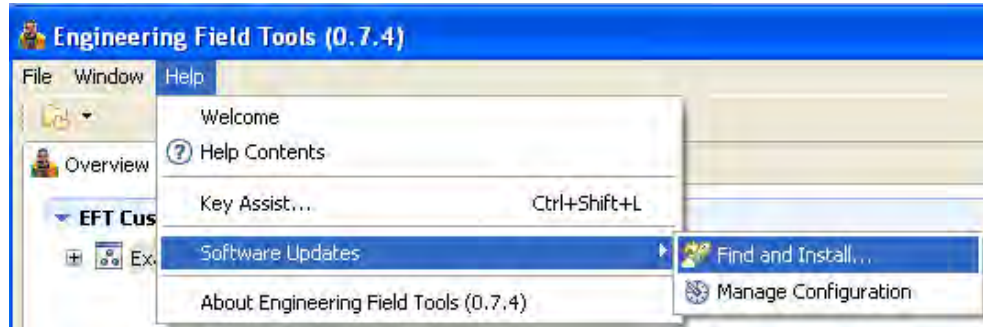 Engineering Field Tools (0.7.4)
File Window Help
Welcome
Overview
Help Contents
Key Assist... Ctrl+Shift+L
EFT Cus
Ex
Software Updates
Find and Install...
Manage Configuration
About Engineering Field Tools (0.7.4)